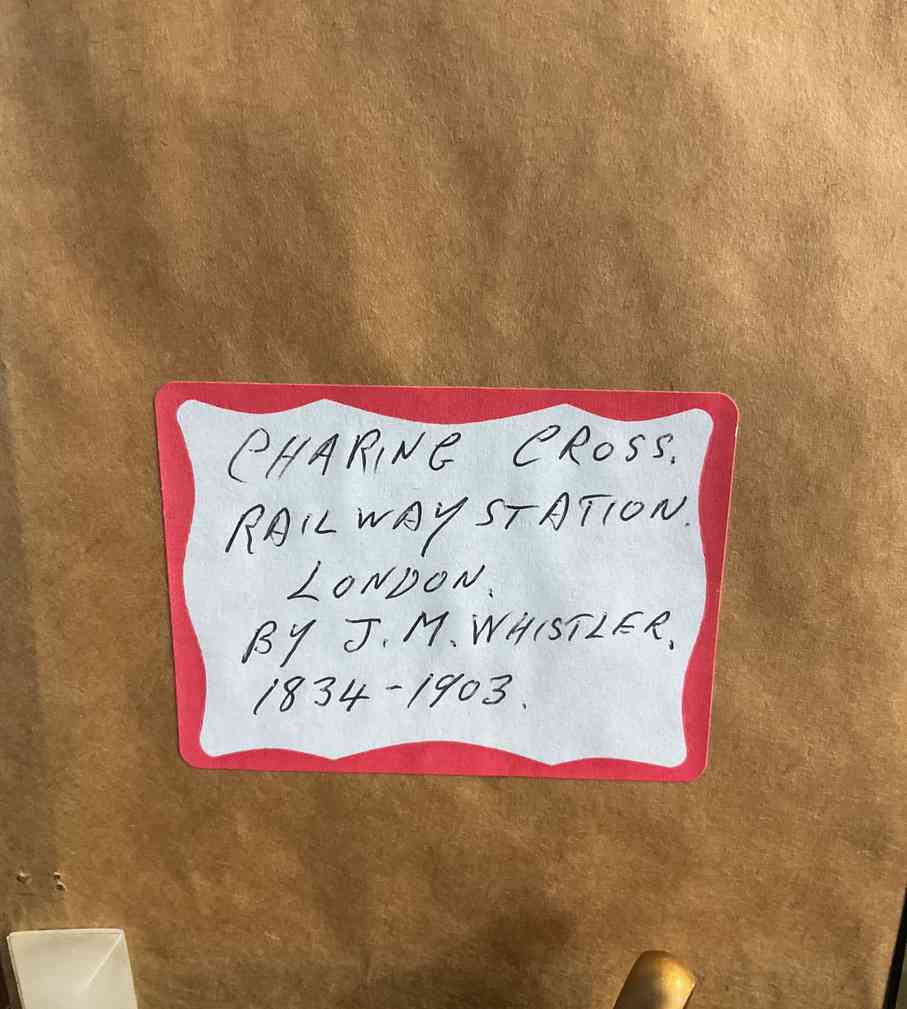 CHARING CROSS.
RAILWAY STATION.
LONDON.
BY J. M. WHISTLER.
1834-1903.